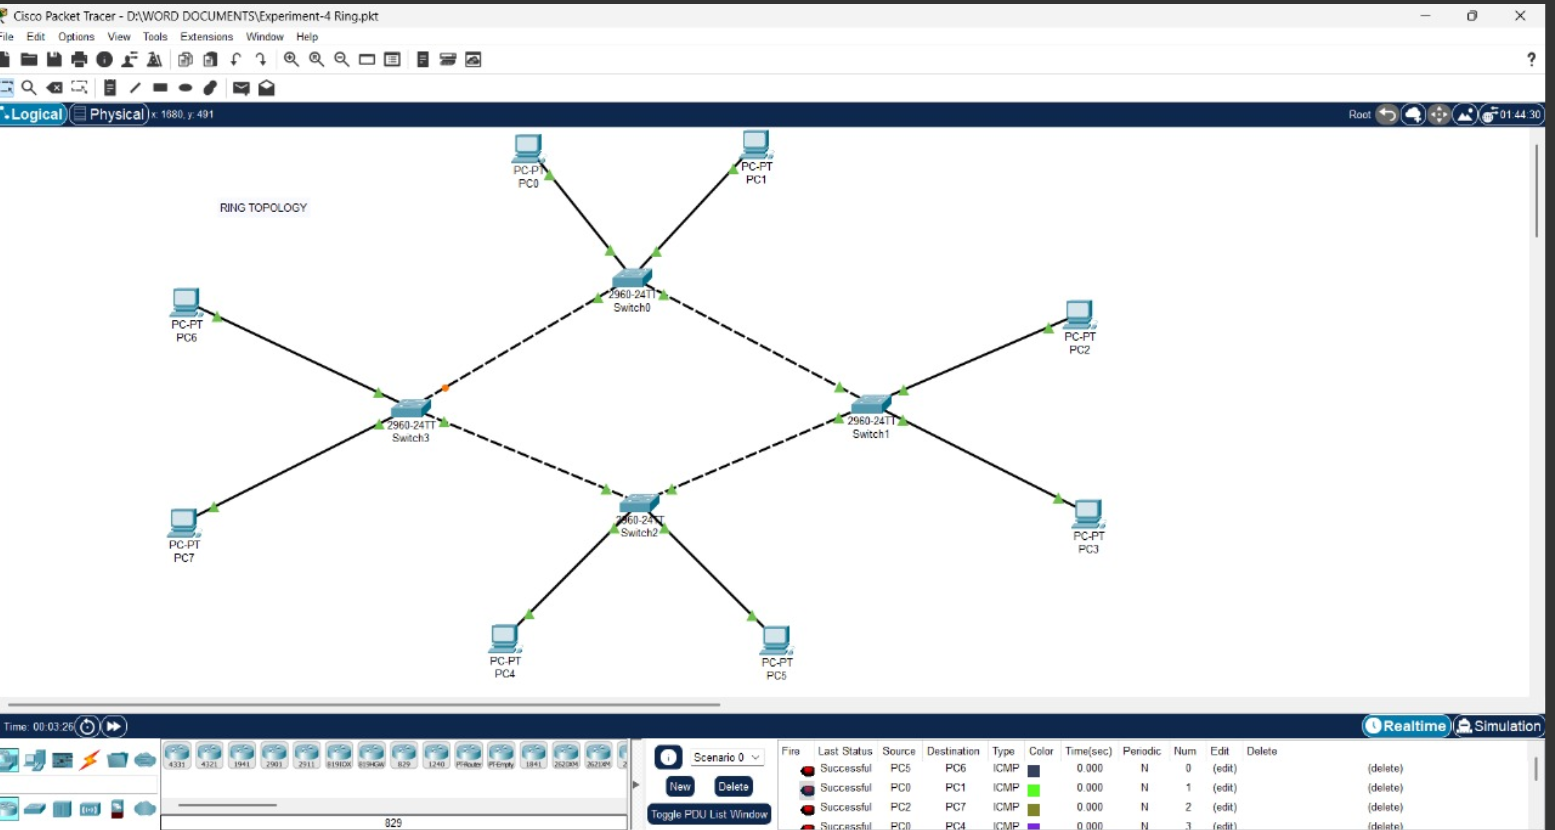 Cisco Packet Tracer - D:\WORD DOCUMENTS\Experiment-4 Ring.pkt
File Edit Options View Tools Extensions Window Help
?
Logical Physical x: 1680, y: 491
Root 01:44:30
PC-PT
PC0
PC-PT
PC1
RING TOPOLOGY
2960-24TT
Switch0
PC-PT
PC6
PC-PT
PC2
2960-24TT
Switch3
2960-24TT
Switch1
PC-PT
PC7
2960-24TT
Switch2
PC-PT
PC3
PC-PT
PC4
PC-PT
PC5
Time: 00:03:26
Realtime Simulation
4331 4321 1941 2901 2911 819IOX 819HGW 829 1240 PT-Router PT-Empty 1841 2620XM 2621XM 2
829
Scenario 0
New Delete
Toggle PDU List Window
Fire Last Status Source Destination Type Color Time(sec) Periodic Num Edit Delete
Successful PC5 PC6 ICMP 0.000 N 0 (edit) (delete)
Successful PC0 PC1 ICMP 0.000 N 1 (edit) (delete)
Successful PC2 PC7 ICMP 0.000 N 2 (edit) (delete)
Successful PC0 PC4 ICMP 0.000 N 3 (edit) (delete)